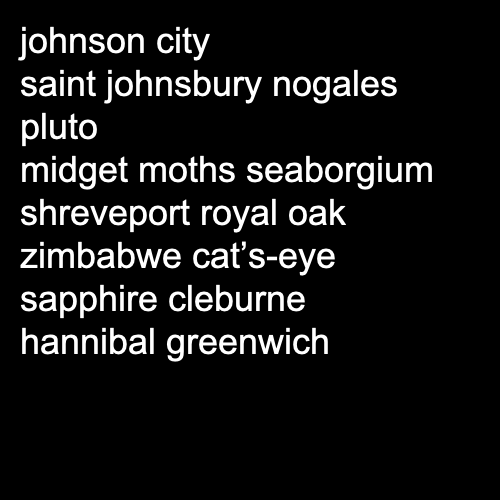 johnson city
saint johnsbury nogales
pluto
midget moths seaborgium
shreveport royal oak
zimbabwe cat’s-eye
sapphire cleburne
hannibal greenwich